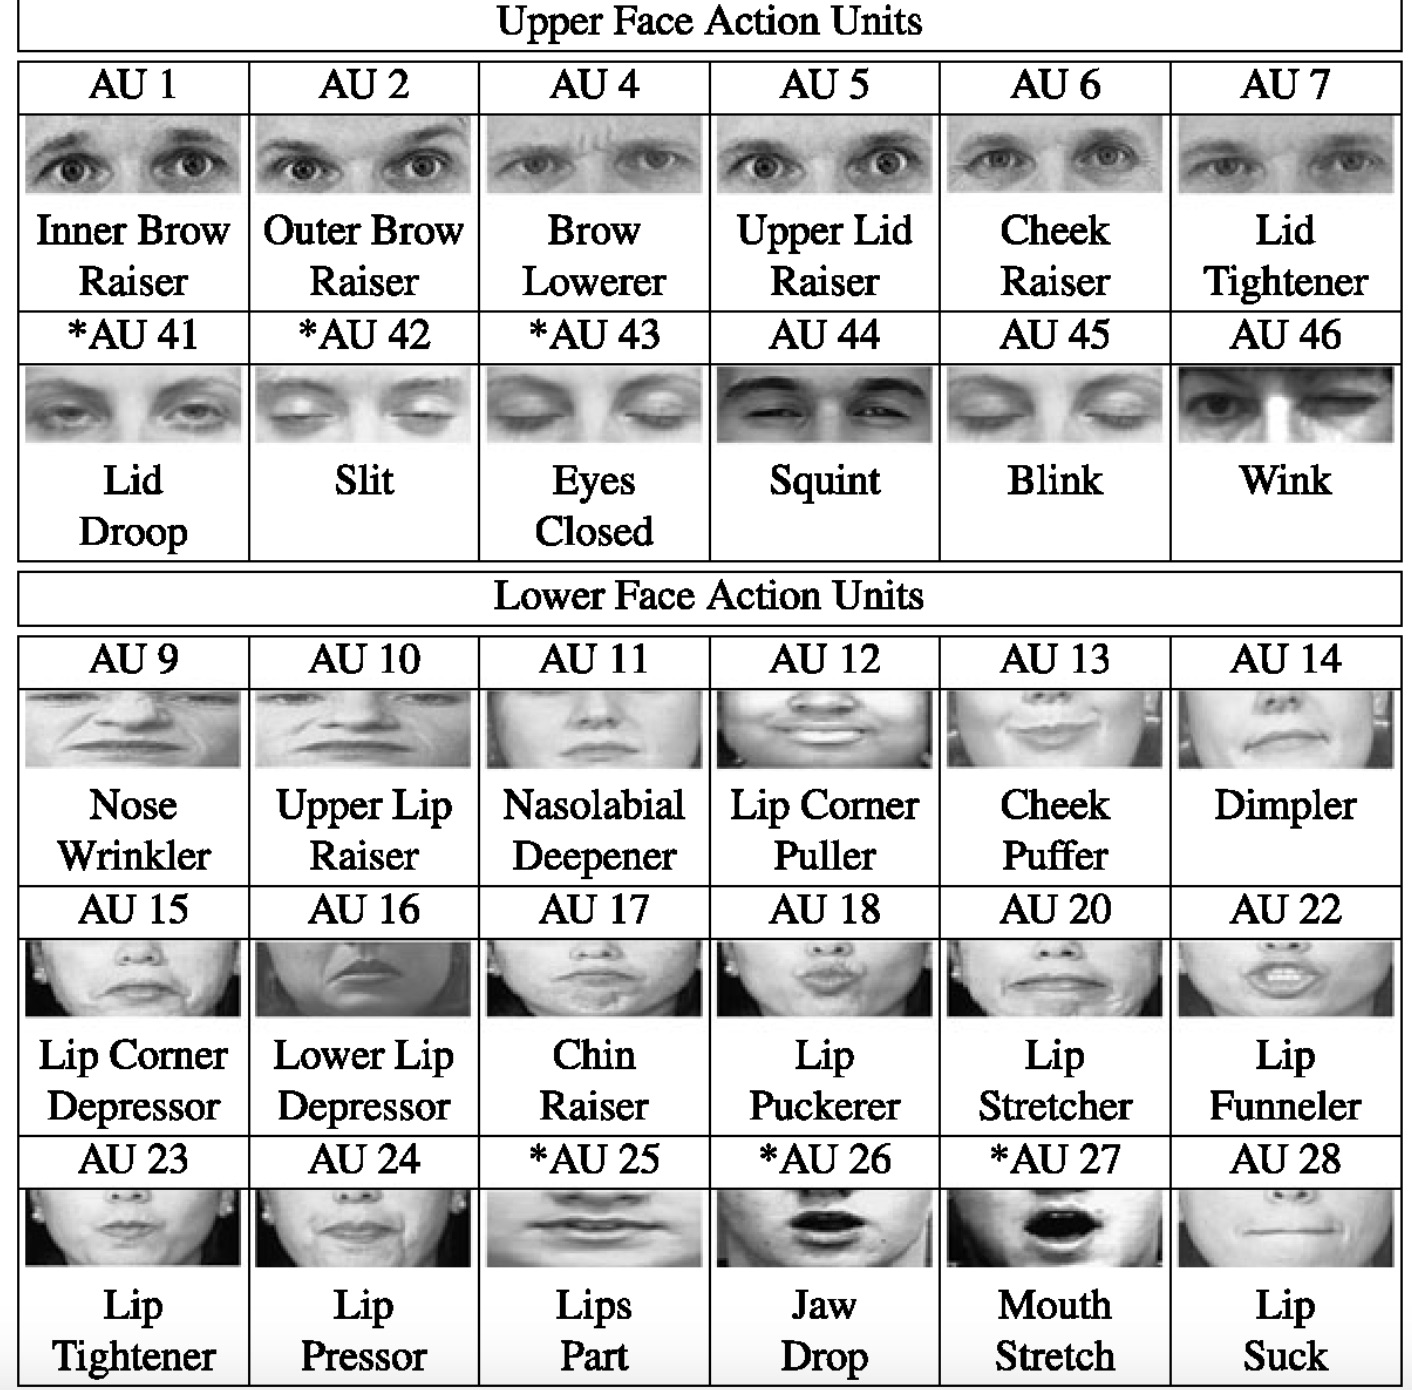 Upper Face Action Units
AU 1 AU 2 AU 4 AU 5 AU 6 AU 7
Inner Brow Outer Brow Brow Upper Lid Cheek Lid
Raiser Raiser Lowerer Raiser Raiser Tightener
*AU 41 *AU 42 *AU 43 AU 44 AU 45 AU 46
Lid Slit Eyes Squint Blink Wink
Droop Closed
Lower Face Action Units
AU 9 AU 10 AU 11 AU 12 AU 13 AU 14
Nose Upper Lip Nasolabial Lip Corner Cheek Dimpler
Wrinkler Raiser Deepener Puller Puffer
AU 15 AU 16 AU 17 AU 18 AU 20 AU 22
Lip Corner Lower Lip Chin Lip Lip Lip
Depressor Depressor Raiser Puckerer Stretcher Funneler
AU 23 AU 24 *AU 25 *AU 26 *AU 27 AU 28
Lip Lip Lips Jaw Mouth Lip
Tightener Pressor Part Drop Stretch Suck